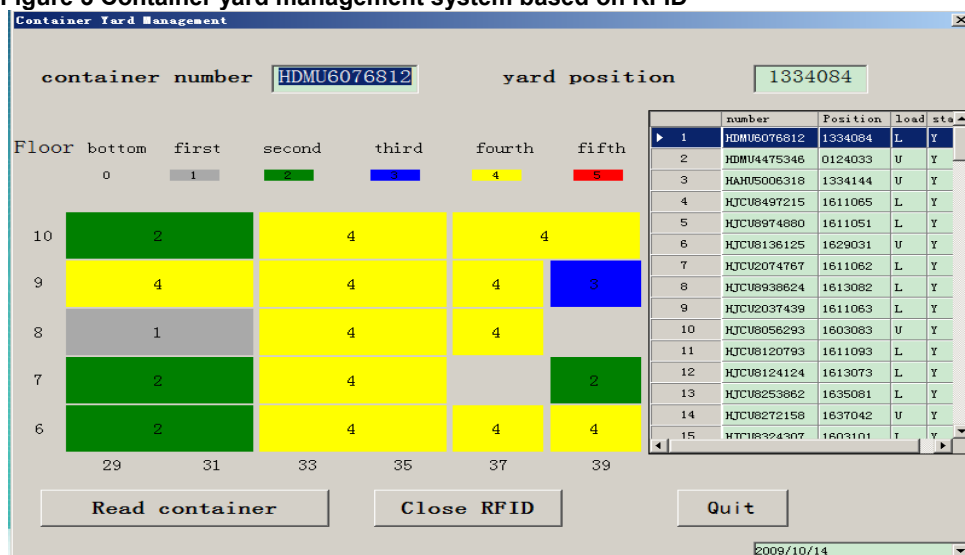 Figure 6 Container yard management system based on RFID
Container Yard Management
container number HDMU6076812 yard position 1334084
number Position load sta
1 HDMU6076812 1334084 L Y
2 HDMU4475346 0124033 U Y
3 HAHU5006318 1334144 U Y
4 HJCU8497215 1611065 L Y
5 HJCU8974880 1611051 L Y
6 HJCU8136125 1629031 U Y
7 HJCU2074767 1611062 L Y
8 HJCU8938624 1613082 L Y
9 HJCU2037439 1611063 L Y
10 HJCU8056293 1603083 U Y
11 HJCU8120793 1611093 L Y
12 HJCU8124124 1613073 L Y
13 HJCU8253862 1635081 L Y
14 HJCU8272158 1637042 U Y
15 HJCU8324307 1603101 L Y
Floor bottom first second third fourth fifth
0 1 2 3 4 5
10 2 4 4
9 4 4 4 3
8 1 4 4
7 2 4 2
6 2 4 4 4
29 31 33 35 37 39
Read container Close RFID Quit
2009/10/14